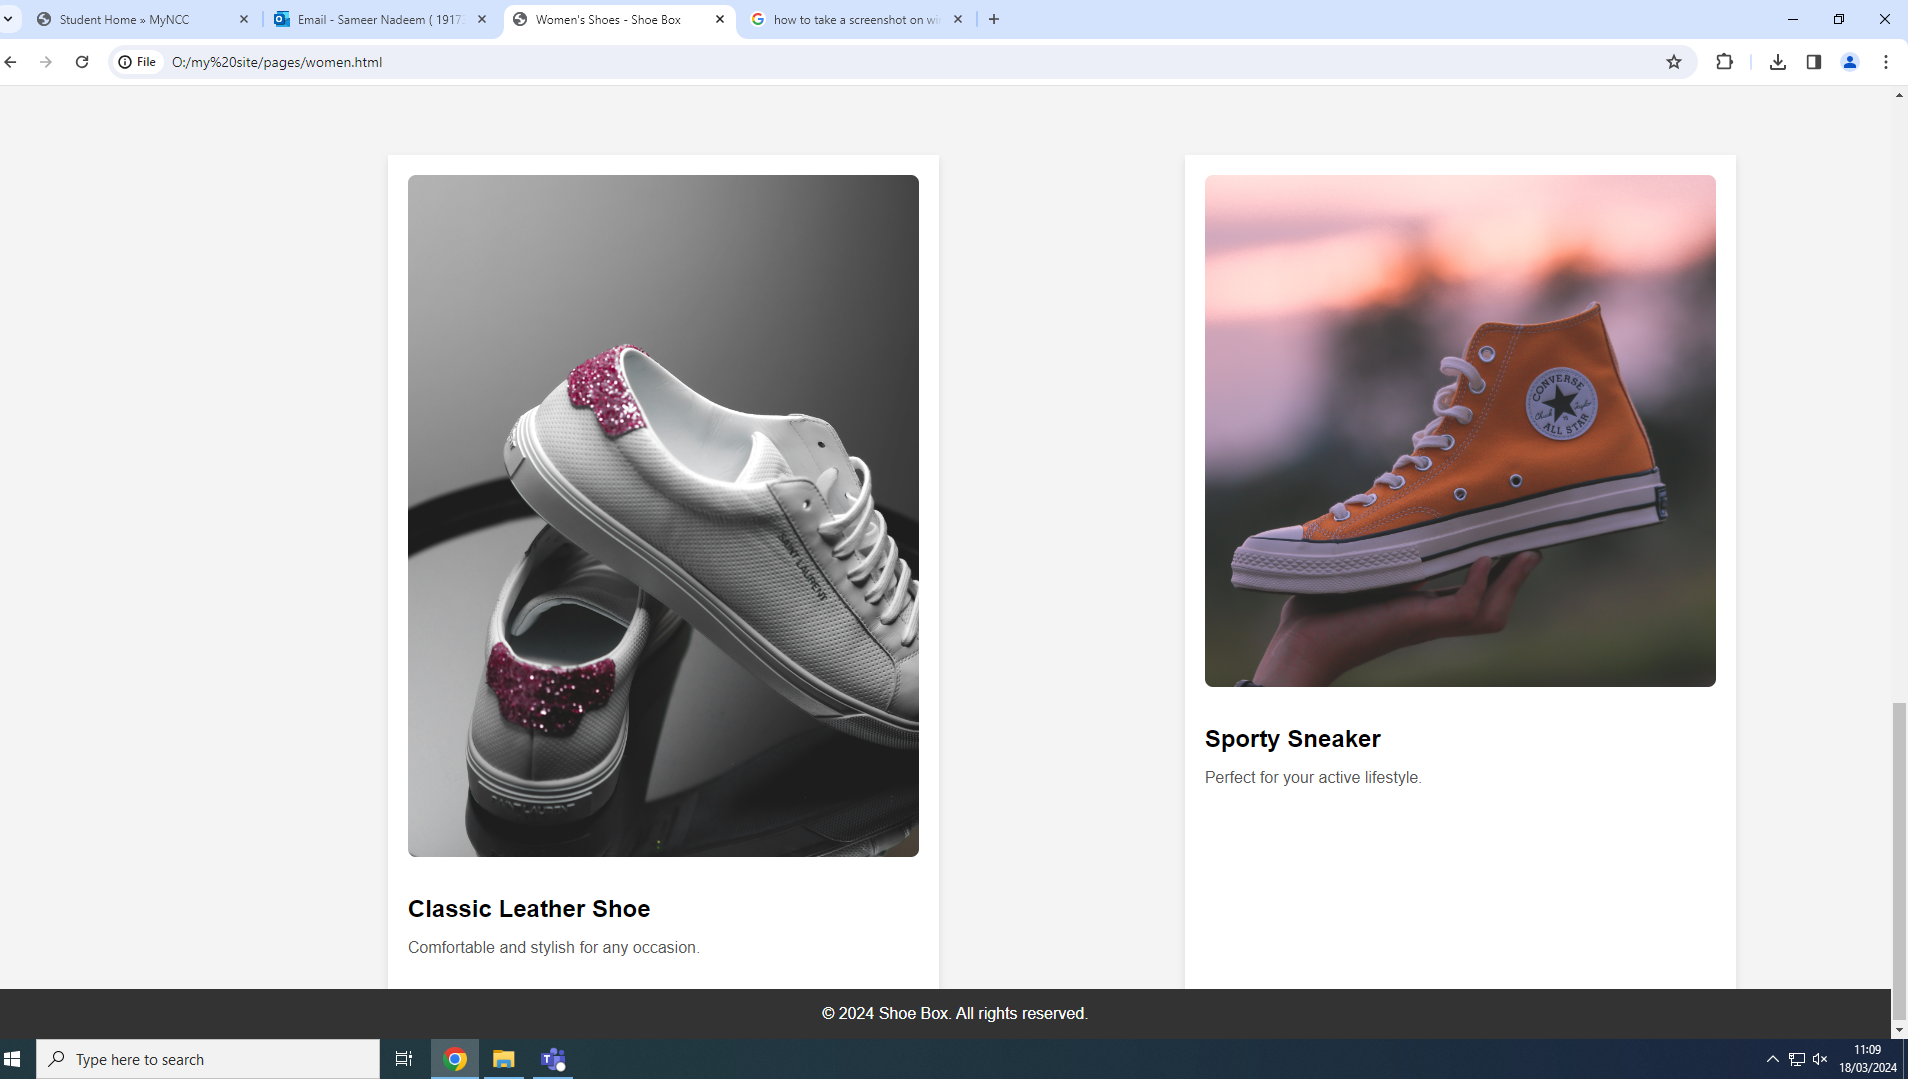 Student Home » MyNCC
Email - Sameer Nadeem ( 1917
Women's Shoes - Shoe Box
how to take a screenshot on wi
File
O:/my%20site/pages/women.html
SAINT LAURENT
CONVERSE
Chuck Taylor
ALL STAR
Sporty Sneaker
Perfect for your active lifestyle.
Classic Leather Shoe
Comfortable and stylish for any occasion.
© 2024 Shoe Box. All rights reserved.
Type here to search
11:09
18/03/2024